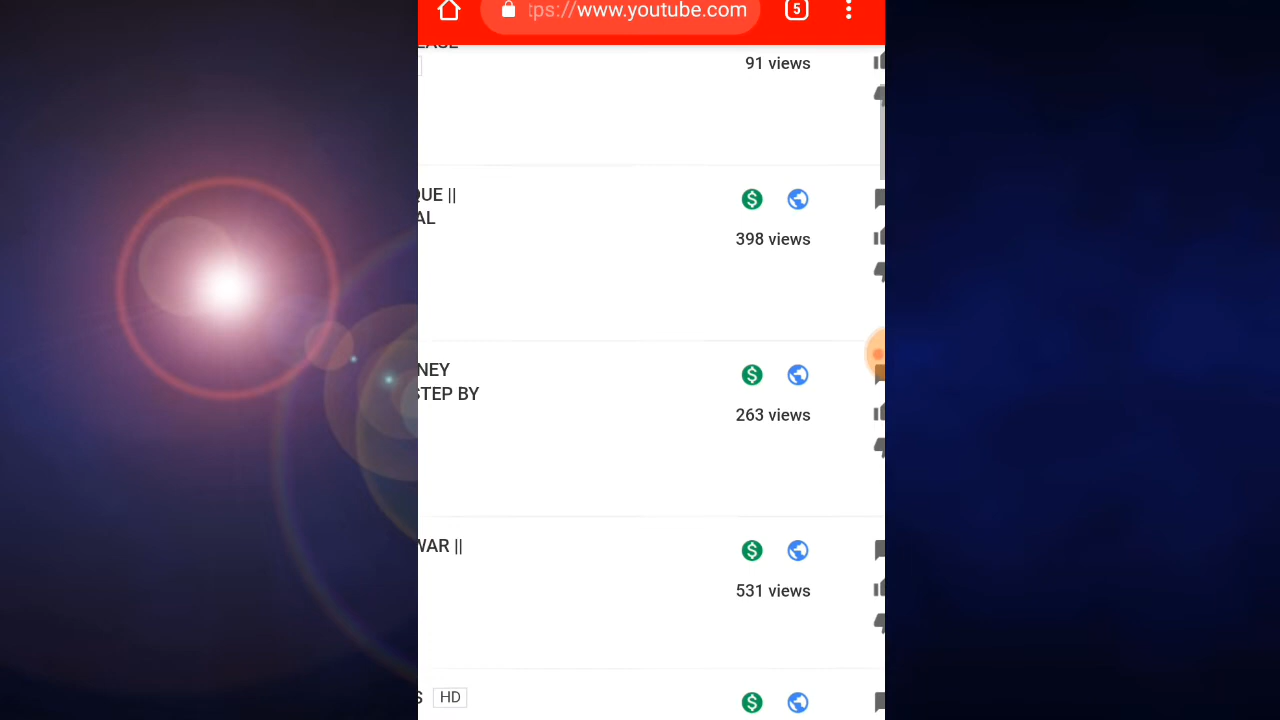 tps://www.youtube.com 5
91 views
QUE ||
AL
398 views
NEY
STEP BY
263 views
WAR ||
531 views
S HD